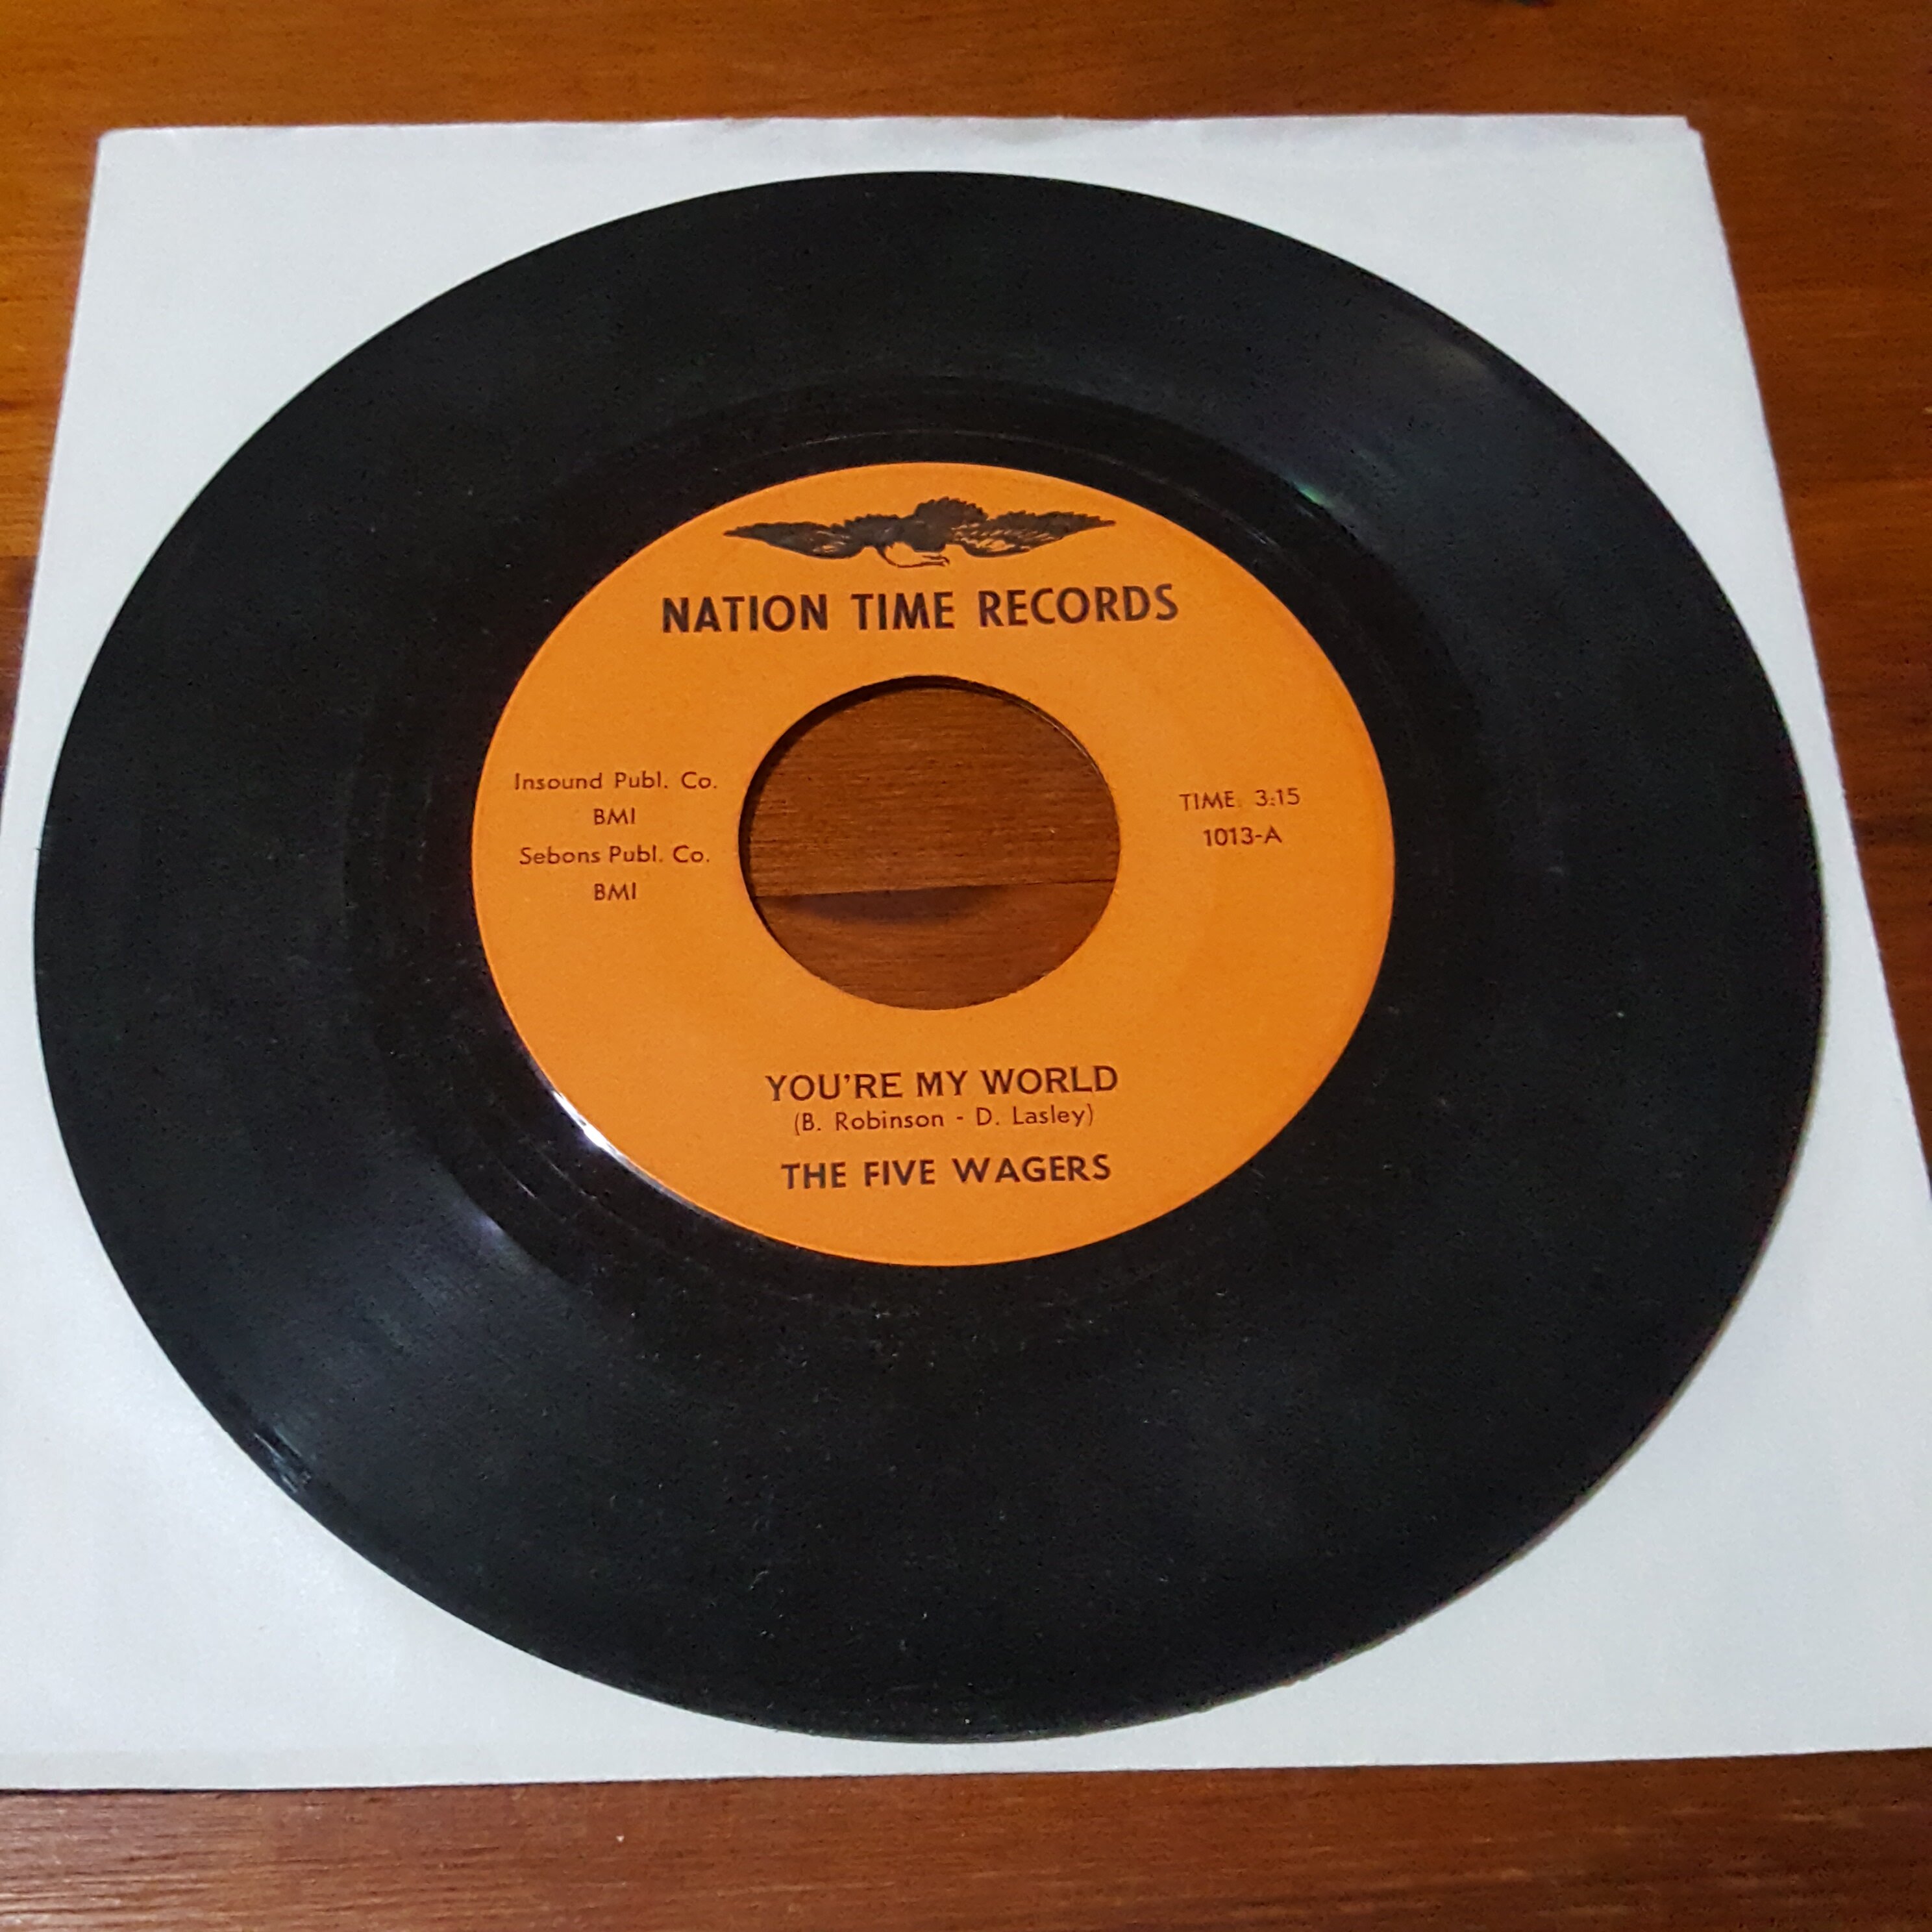 NATION TIME RECORDS
Insound Publ. Co.
BMI
Sebons Publ. Co.
BMI
TIME: 3:15
1013-A
YOU'RE MY WORLD
(B. Robinson - D. Lasley)
THE FIVE WAGERS